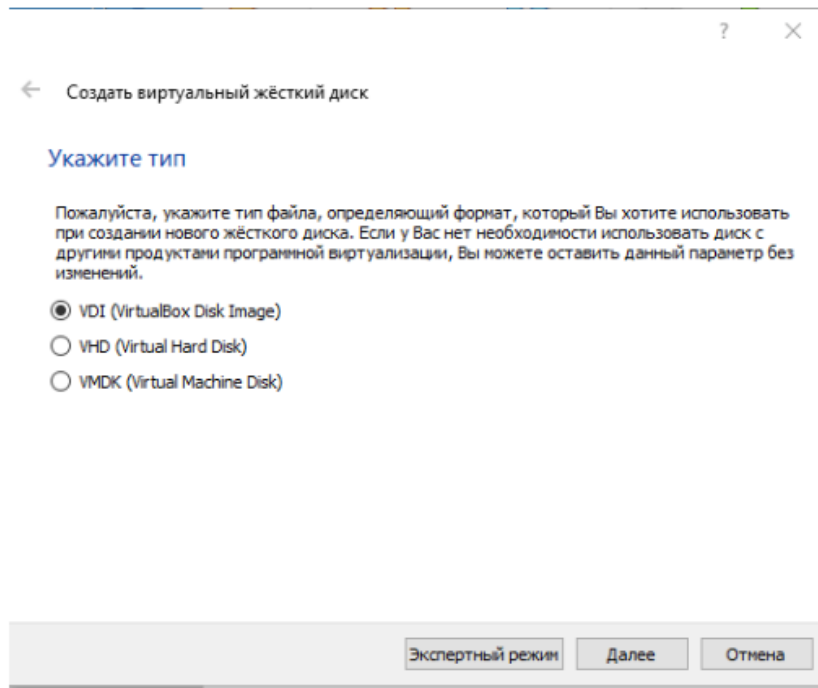 ?
Создать виртуальный жёсткий диск
Укажите тип
Пожалуйста, укажите тип файла, определяющий формат, который Вы хотите использовать
при создании нового жёсткого диска. Если у Вас нет необходимости использовать диск с
другими продуктами программной виртуализации, Вы можете оставить данный параметр без
изменений.
VDI (VirtualBox Disk Image)
VHD (Virtual Hard Disk)
VMDK (Virtual Machine Disk)
Экспертный режим Далее Отмена